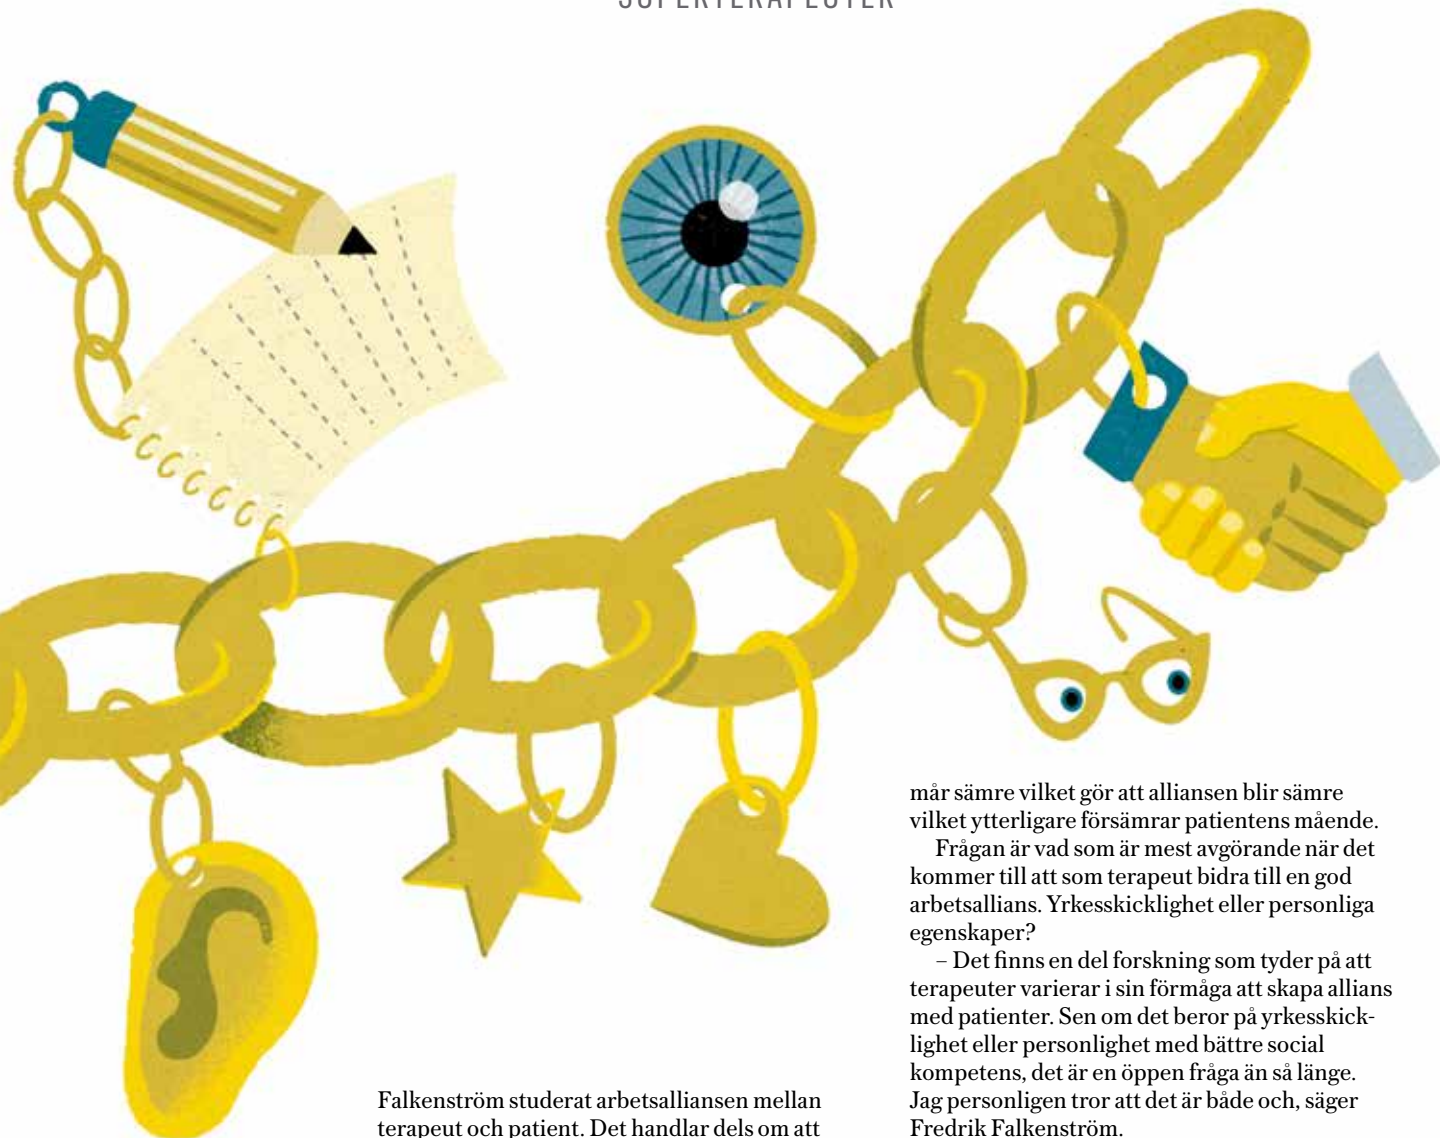 SUPERTERAPEUTER
Falkenström studerat arbetsalliansen mellan
terapeut och patient. Det handlar dels om att
mår sämre vilket gör att alliansen blir sämre
vilket ytterligare försämrar patientens mående.
Frågan är vad som är mest avgörande när det
kommer till att som terapeut bidra till en god
arbetsallians. Yrkesskicklighet eller personliga
egenskaper?
– Det finns en del forskning som tyder på att
terapeuter varierar i sin förmåga att skapa allians
med patienter. Sen om det beror på yrkesskick-
lighet eller personlighet med bättre social
kompetens, det är en öppen fråga än så länge.
Jag personligen tror att det är både och, säger
Fredrik Falkenström.